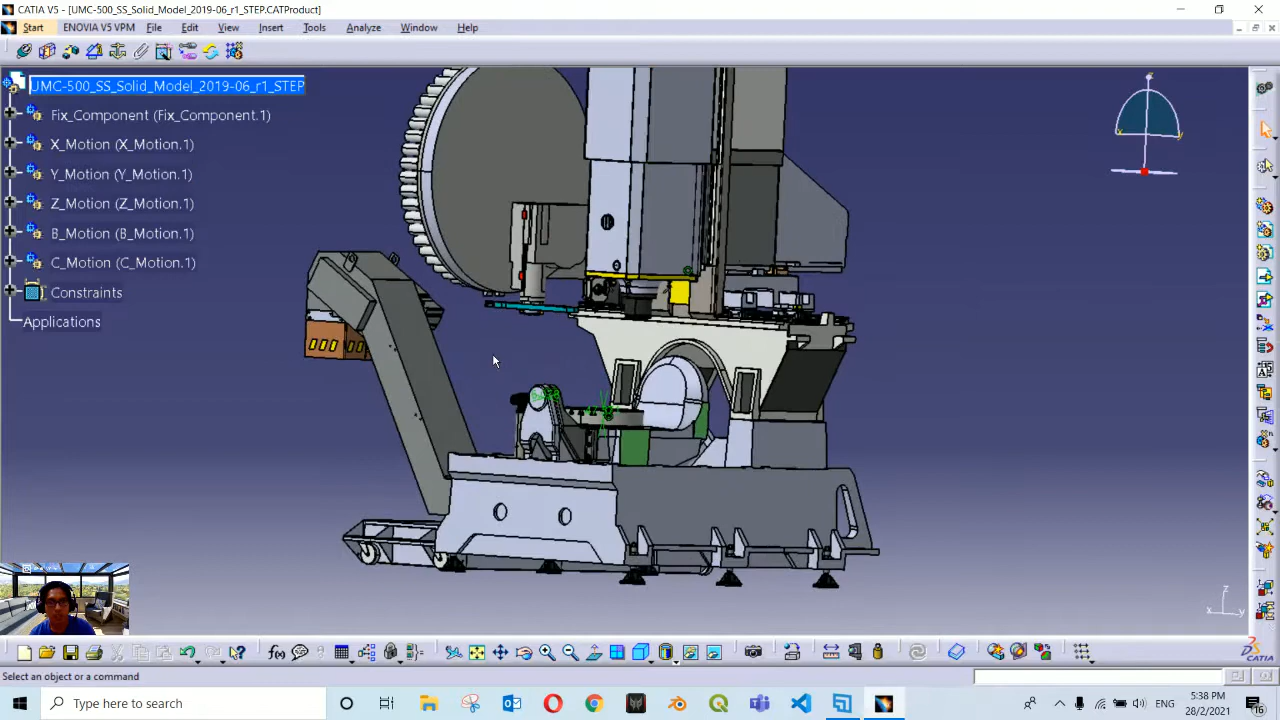 CATIA V5 - [UMC-500_SS_Solid_Model_2019-06_r1_STEP.CATProduct]
Start ENOVIA V5 VPM File Edit View Insert Tools Analyze Window Help
UMC-500_SS_Solid_Model_2019-06_r1_STEP
Fix_Component (Fix_Component.1)
X_Motion (X_Motion.1)
Y_Motion (Y_Motion.1)
Z_Motion (Z_Motion.1)
B_Motion (B_Motion.1)
C_Motion (C_Motion.1)
Constraints
Applications
z
x y
f(x)
CATIA
Select an object or a command
Type here to search
ENG
5:38 PM
28/2/2021
16